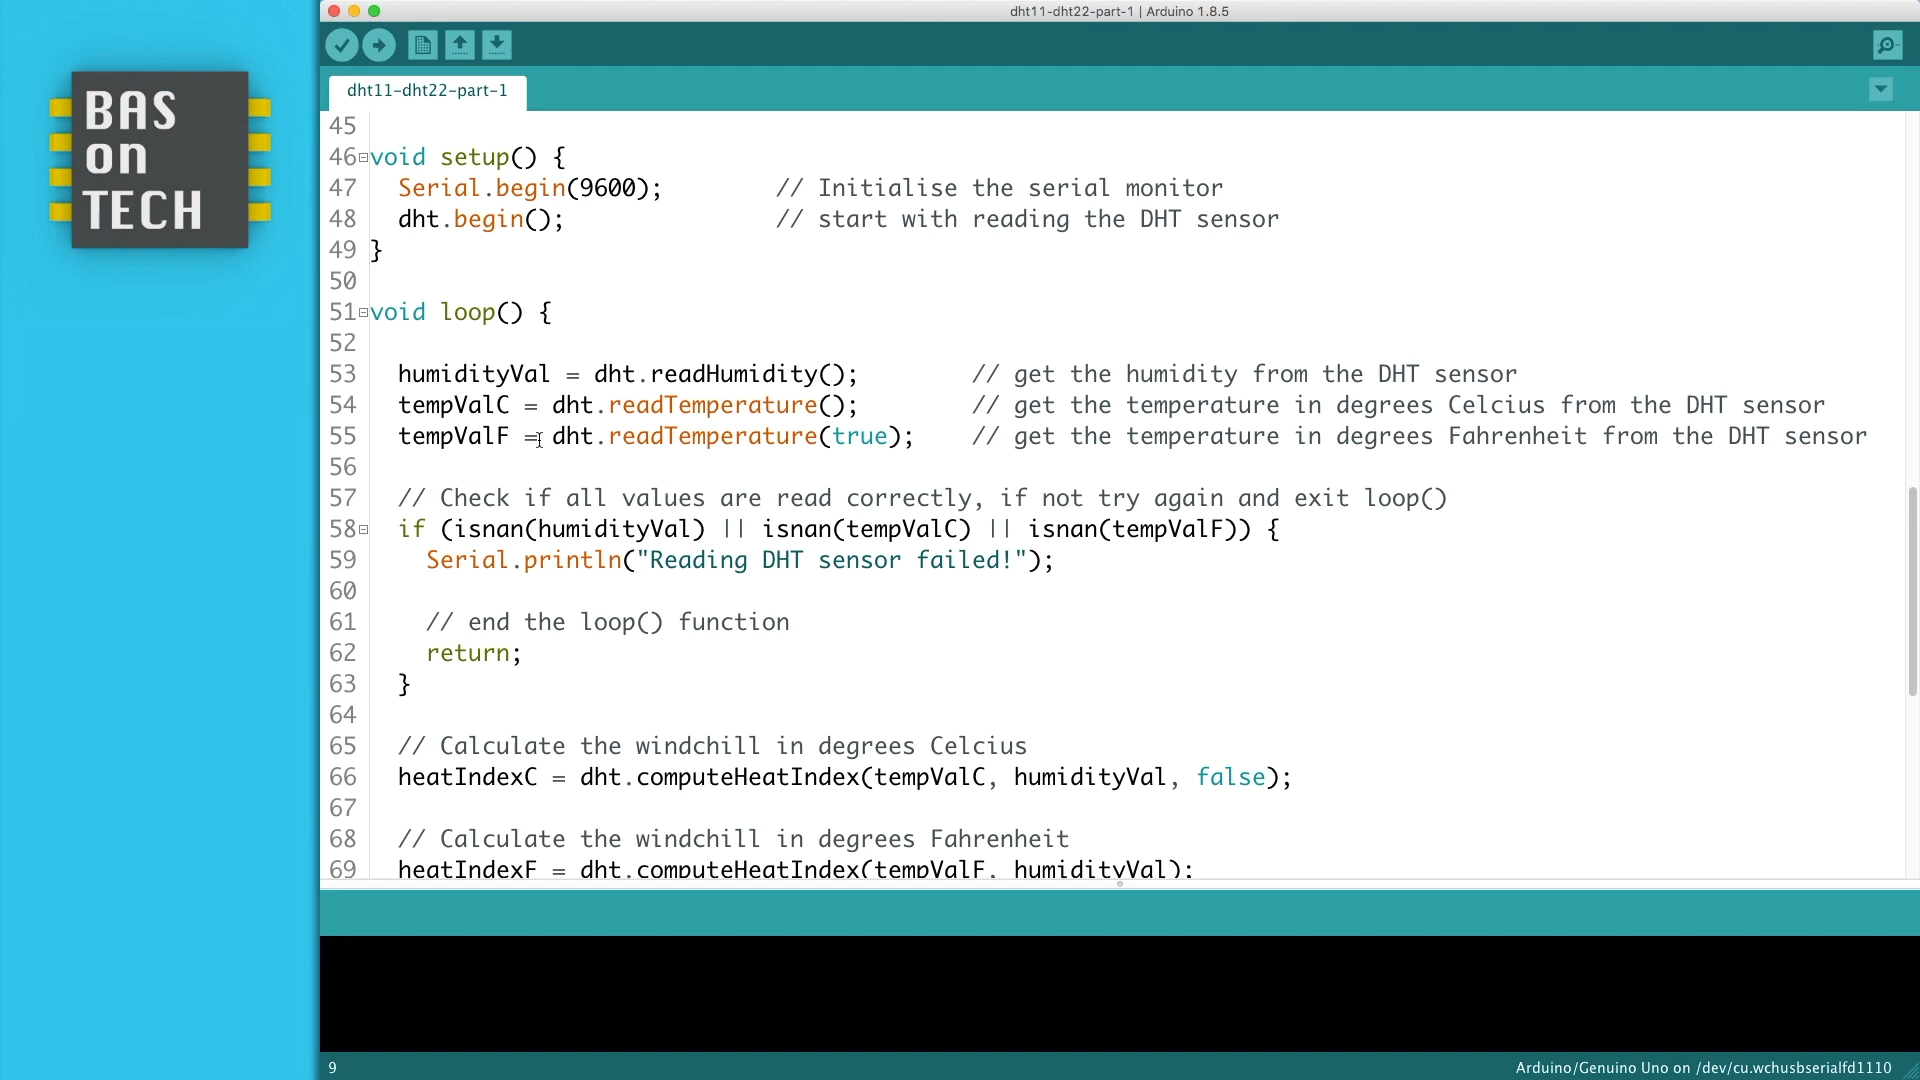 dht11-dht22-part-1 | Arduino 1.8.5
BAS
on
TECH
dht11-dht22-part-1
45
46 void setup() {
47 Serial.begin(9600); // Initialise the serial monitor
48 dht.begin(); // start with reading the DHT sensor
49 }
50
51 void loop() {
52
53 humidityVal = dht.readHumidity(); // get the humidity from the DHT sensor
54 tempValC = dht.readTemperature(); // get the temperature in degrees Celcius from the DHT sensor
55 tempValF = dht.readTemperature(true); // get the temperature in degrees Fahrenheit from the DHT sensor
56
57 // Check if all values are read correctly, if not try again and exit loop()
58 if (isnan(humidityVal) || isnan(tempValC) || isnan(tempValF)) {
59 Serial.println("Reading DHT sensor failed!");
60
61 // end the loop() function
62 return;
63 }
64
65 // Calculate the windchill in degrees Celcius
66 heatIndexC = dht.computeHeatIndex(tempValC, humidityVal, false);
67
68 // Calculate the windchill in degrees Fahrenheit
69 heatIndexF = dht.computeHeatIndex(tempValF, humidityVal);
9
Arduino/Genuino Uno on /dev/cu.wchusbserialfd1110